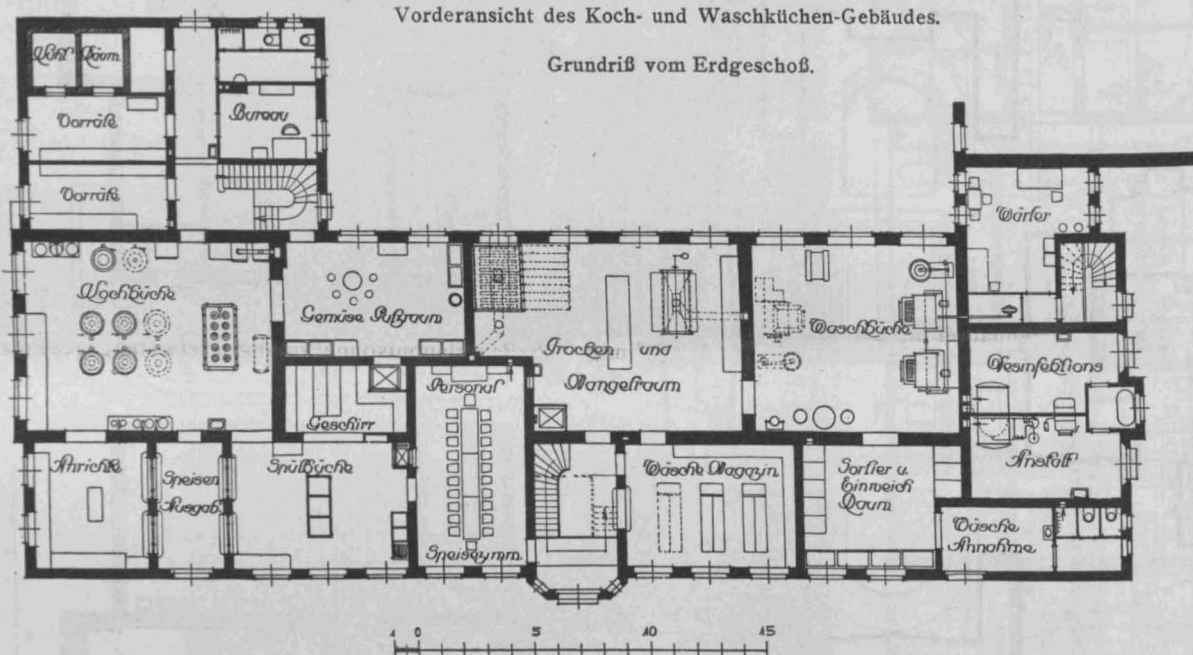 Vorderansicht des Koch- und Waschküchen-Gebäudes.
Grundriß vom Erdgeschoß.
Kühl Raum
Vorräte
Bureau
Vorräte
Wärter
Kochküche
Gemüse Putzraum
Trocken und
Mangelraum
Waschküche
Desinfektions
Anstalt
Geschirr
Personal
Speisezimm.
Anrichte
Speisen
Ausgab.
Spülküche
Wäsche Magazin
Sortier u.
Einweich
Raum
Wäsche
Annahme
1 0 5 10 15